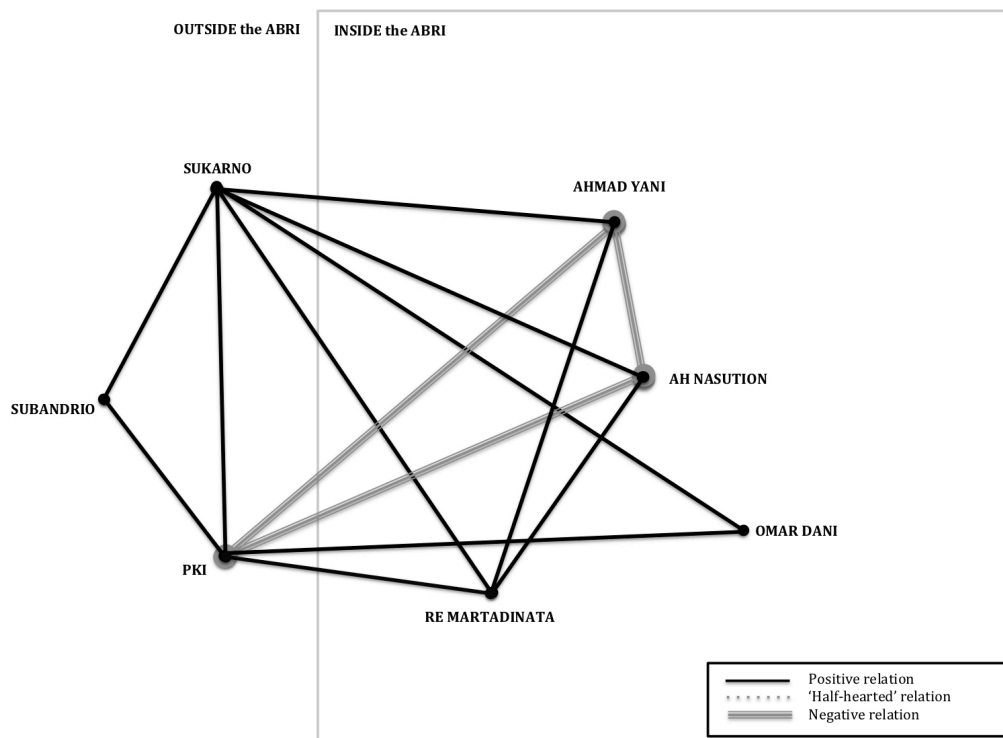 OUTSIDE the ABRI
INSIDE the ABRI
SUKARNO
AHMAD YANI
AH NASUTION
SUBANDRIO
OMAR DANI
PKI
RE MARTADINATA
Positive relation
‘Half-hearted’ relation
Negative relation